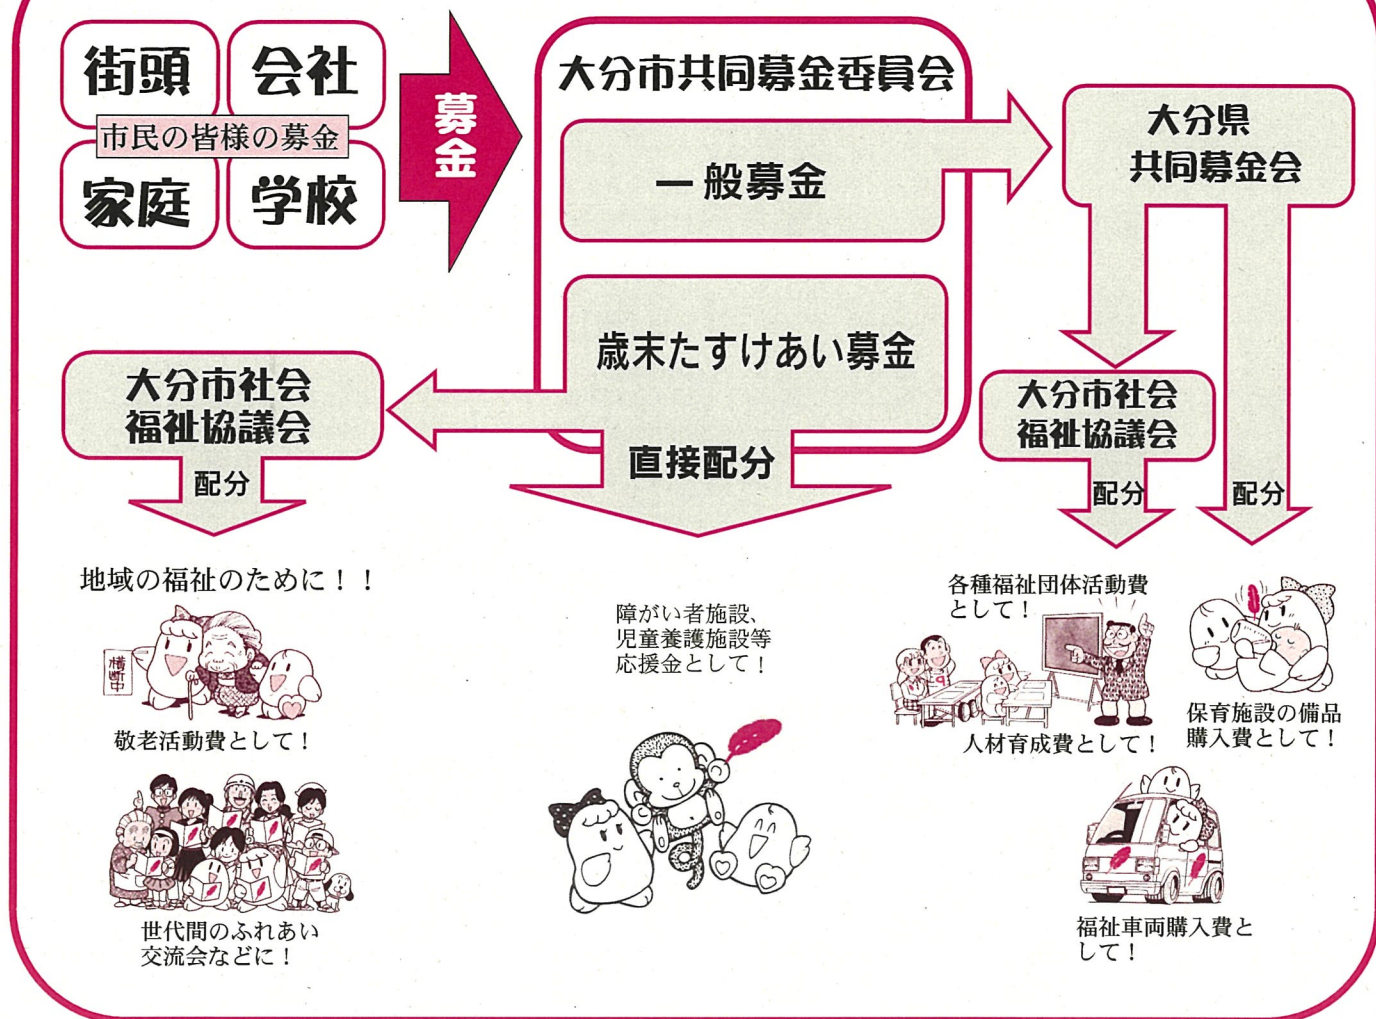 街頭
会社
市民の皆様の募金
家庭
学校
募金
大分市共同募金委員会
一般募金
大分県
共同募金会
歳末たすけあい募金
直接配分
大分市社会
福祉協議会
配分
大分市社会
福祉協議会
配分
配分
地域の福祉のために！！
横断中
敬老活動費として！
世代間のふれあい
交流会などに！
障がい者施設、
児童養護施設等
応援金として！
各種福祉団体活動費
として！
人材育成費として！
保育施設の備品
購入費として！
福祉車両購入費と
して！